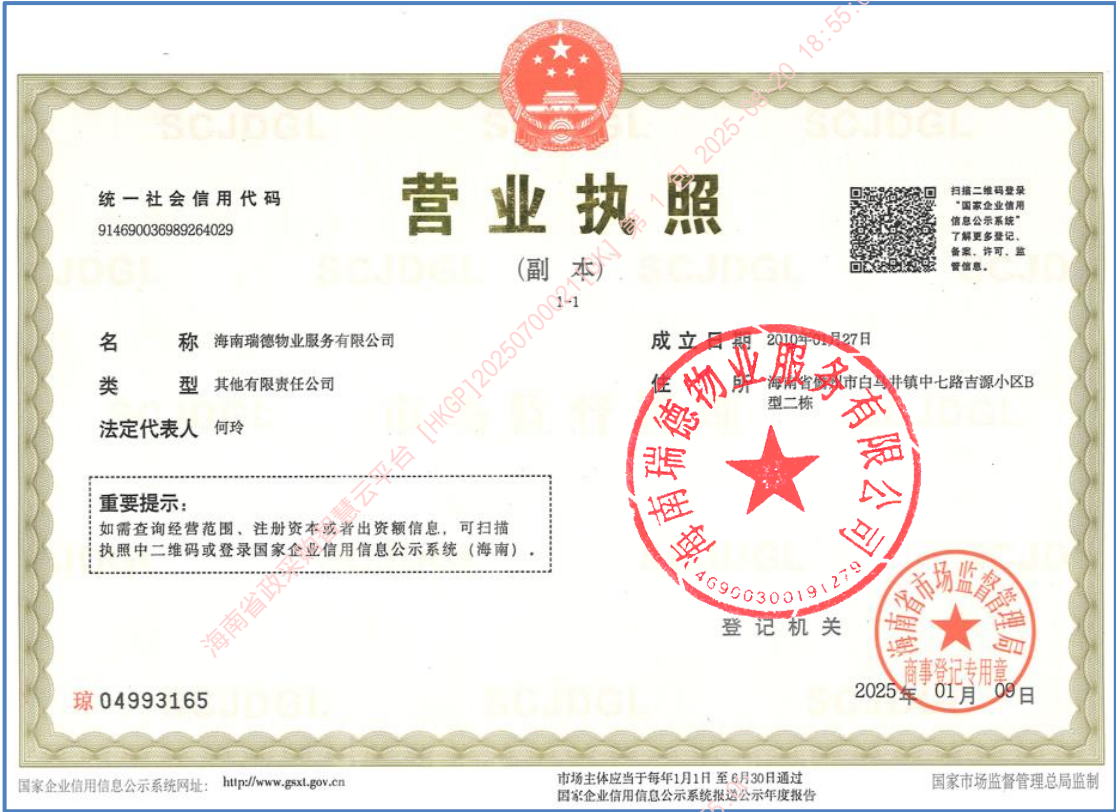 统一社会信用代码
914690036989264029
营业执照
(副 本)
1-1
扫描二维码登录
“国家企业信用
信息公示系统”
了解更多登记、
备案、许可、监
管信息。
名 称 海南瑞德物业服务有限公司
类 型 其他有限责任公司
法定代表人 何玲
成立日期 2010年01月27日
住 所 海南省儋州市白马井镇中七路吉源小区B
型二栋
重要提示:
如需查询经营范围、注册资本或者出资额信息,可扫描
执照中二维码或登录国家企业信用信息公示系统(海南)。
海南瑞德物业服务有限公司
46900300191279
登记机关
海南省市场监督管理局
商事登记专用章
2025年 01月 09日
琼04993165
国家企业信用信息公示系统网址: http://www.gsxt.gov.cn
市场主体应当于每年1月1日 至 6月30日通过
国家企业信用信息公示系统报送公示年度报告
国家市场监督管理总局监制
SCJDGL